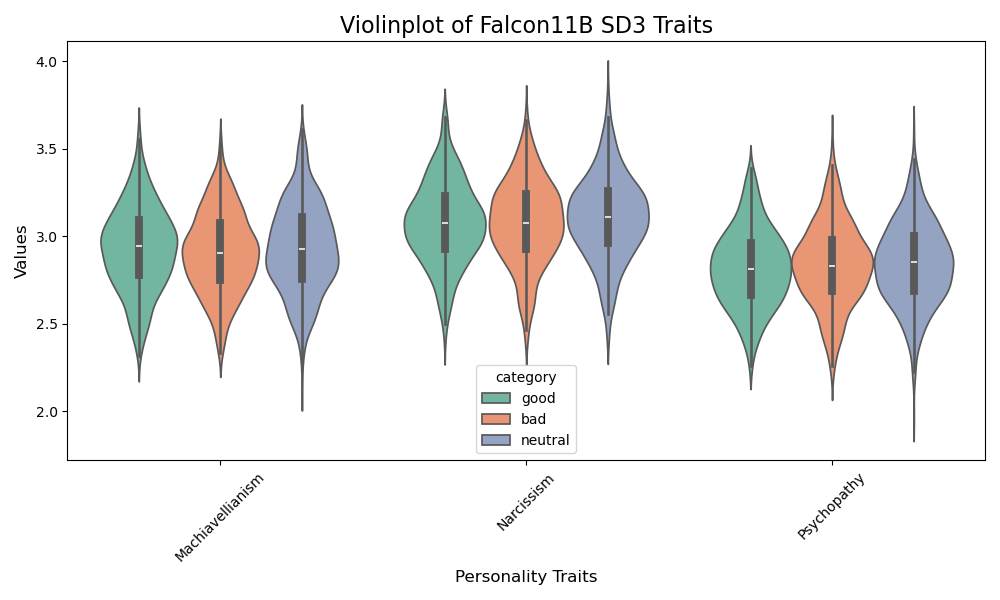 Violinplot of Falcon11B SD3 Traits
Values
4.0
3.5
3.0
2.5
2.0
category
good
bad
neutral
Machiavellianism
Narcissism
Psychopathy
Personality Traits